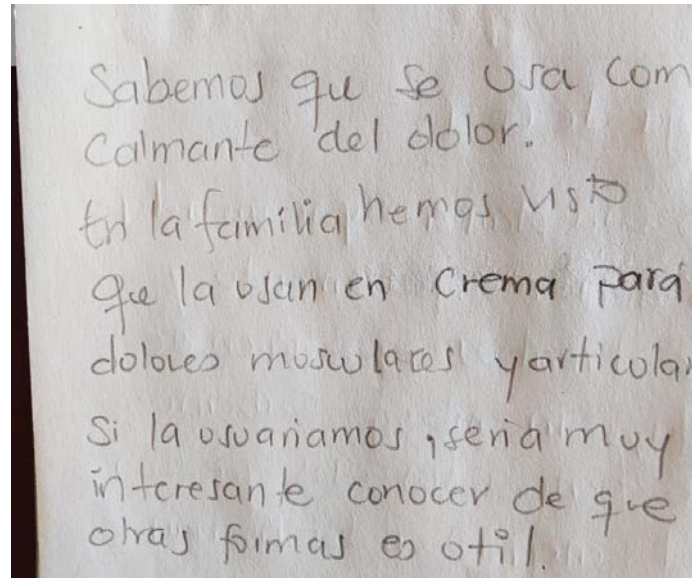 Sabemos qu se usa com
Calmante del dolor.
En la familia hemos visto
que la usan en crema para
dolores musculares y articular
Si la usuariamos, seria muy
interesante conocer de que
otras formas es util.